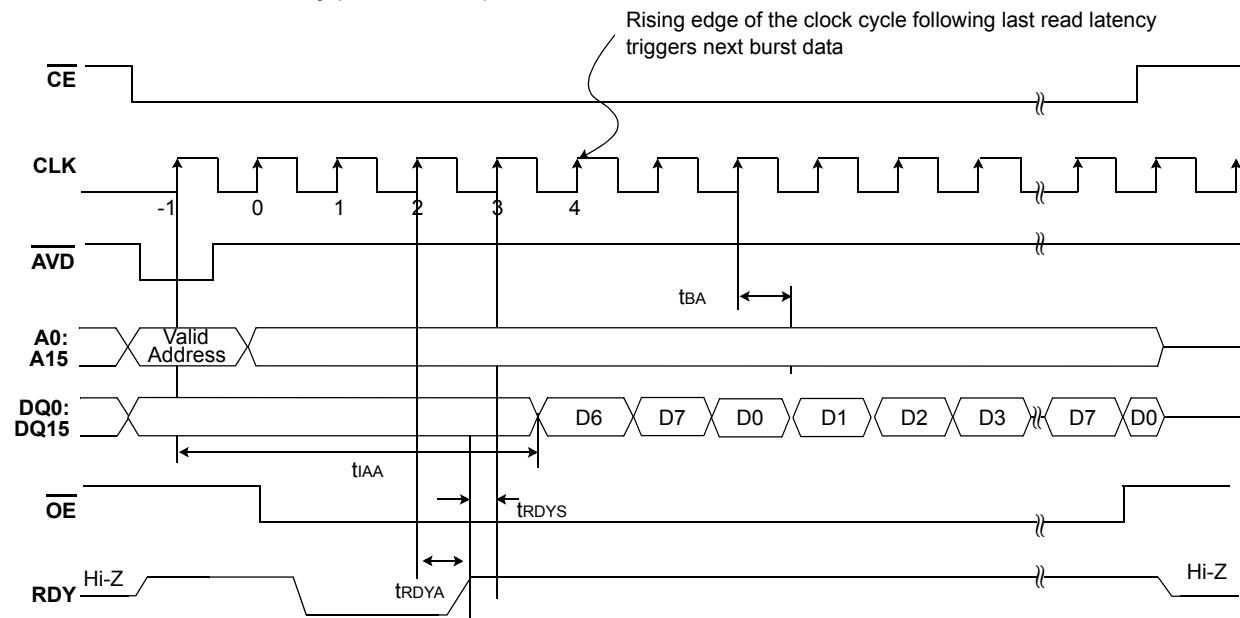 Rising edge of the clock cycle following last read latency
triggers next burst data
CE
CLK
-1 0 1 2 3 4
AVD
tBA
A0:
A15
Valid
Address
DQ0:
DQ15
D6 D7 D0 D1 D2 D3 D7 D0
tIAA
OE
tRDYS
Hi-Z
RDY
tRDYA
Hi-Z